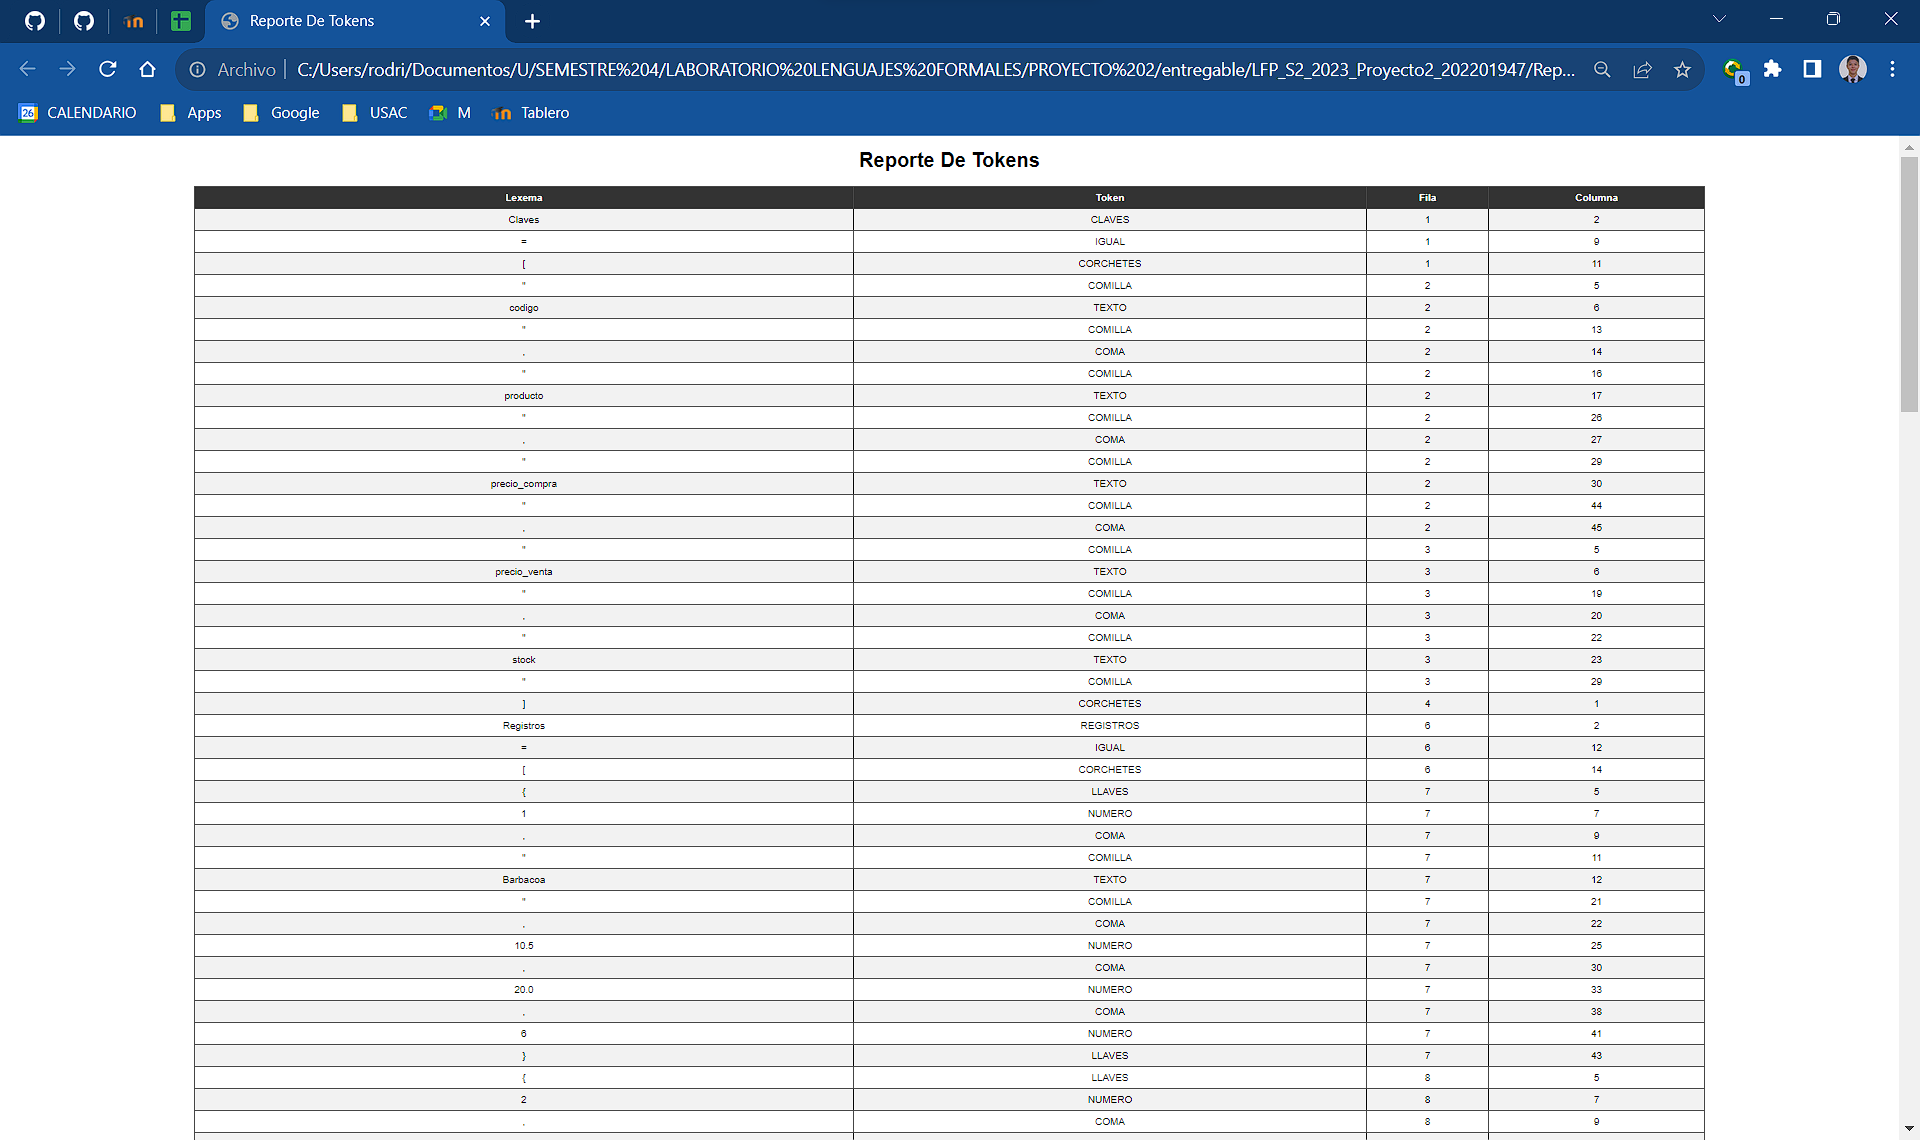 Reporte De Tokens
Archivo C:/Users/rodri/Documentos/U/SEMESTRE%204/LABORATORIO%20LENGUAJES%20FORMALES/PROYECTO%202/entregable/LFP_S2_2023_Proyecto2_202201947/Rep... 0
26 CALENDARIO Apps Google USAC M Tablero
Reporte De Tokens
Lexema Token Fila Columna
Claves CLAVES 1 2
= IGUAL 1 9
[ CORCHETES 1 11
" COMILLA 2 5
codigo TEXTO 2 6
" COMILLA 2 13
, COMA 2 14
" COMILLA 2 16
producto TEXTO 2 17
" COMILLA 2 26
, COMA 2 27
" COMILLA 2 29
precio_compra TEXTO 2 30
" COMILLA 2 44
, COMA 2 45
" COMILLA 3 5
precio_venta TEXTO 3 6
" COMILLA 3 19
, COMA 3 20
" COMILLA 3 22
stock TEXTO 3 23
" COMILLA 3 29
] CORCHETES 4 1
Registros REGISTROS 6 2
= IGUAL 6 12
[ CORCHETES 6 14
{ LLAVES 7 5
1 NUMERO 7 7
, COMA 7 9
" COMILLA 7 11
Barbacoa TEXTO 7 12
" COMILLA 7 21
, COMA 7 22
10.5 NUMERO 7 25
, COMA 7 30
20.0 NUMERO 7 33
, COMA 7 38
6 NUMERO 7 41
} LLAVES 7 43
{ LLAVES 8 5
2 NUMERO 8 7
, COMA 8 9